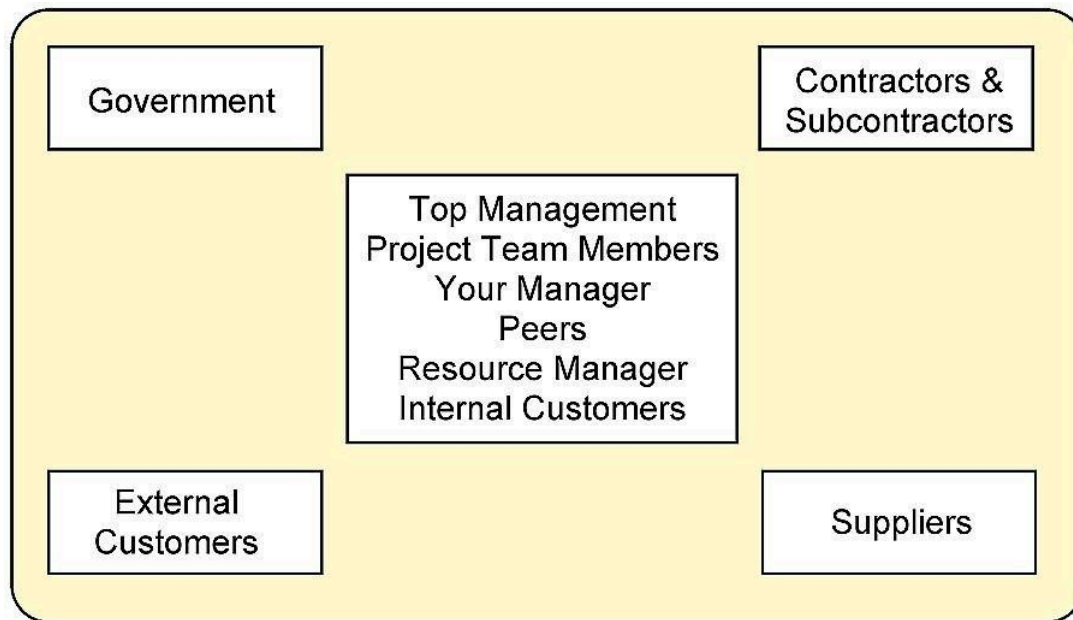 Government
Contractors &
Subcontractors
Top Management
Project Team Members
Your Manager
Peers
Resource Manager
Internal Customers
External
Customers
Suppliers